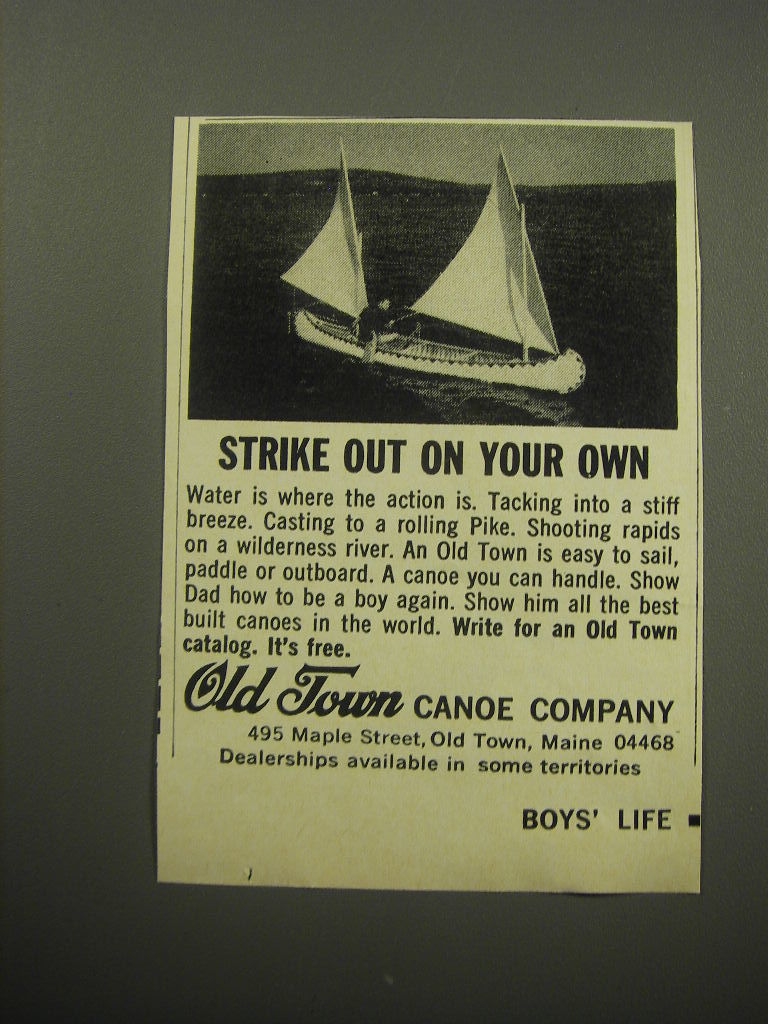 STRIKE OUT ON YOUR OWN
Water is where the action is. Tacking into a stiff
breeze. Casting to a rolling Pike. Shooting rapids
on a wilderness river. An Old Town is easy to sail,
paddle or outboard. A canoe you can handle. Show
Dad how to be a boy again. Show him all the best
built canoes in the world. Write for an Old Town
catalog. It's free.
Old Town CANOE COMPANY
495 Maple Street, Old Town, Maine 04468
Dealerships available in some territories
BOYS' LIFE